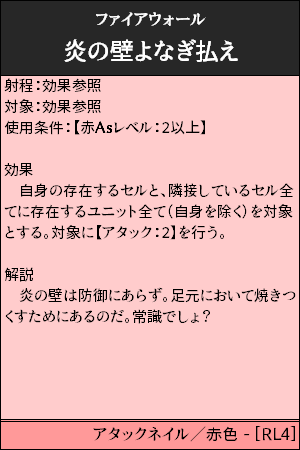 ファイアウォール
炎の壁よなぎ払え
射程：効果参照
対象：効果参照
使用条件：【赤Asレベル：2以上】
効果
　自身の存在するセルと、隣接しているセル全
てに存在するユニット全て（自身を除く）を対象
とする。対象に【アタック：2】を行う。
解説
　炎の壁は防御にあらず。足元において焼きつ
くすためにあるのだ。常識でしょ？
アタックネイル／赤色 - [RL4]